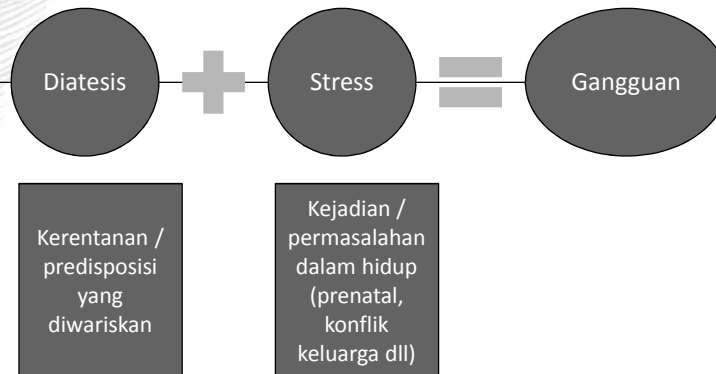 Diatesis
Stress
Gangguan
Kerentanan /
predisposisi
yang
diwariskan
Kejadian /
permasalahan
dalam hidup
(prenatal,
konflik
keluarga dll)